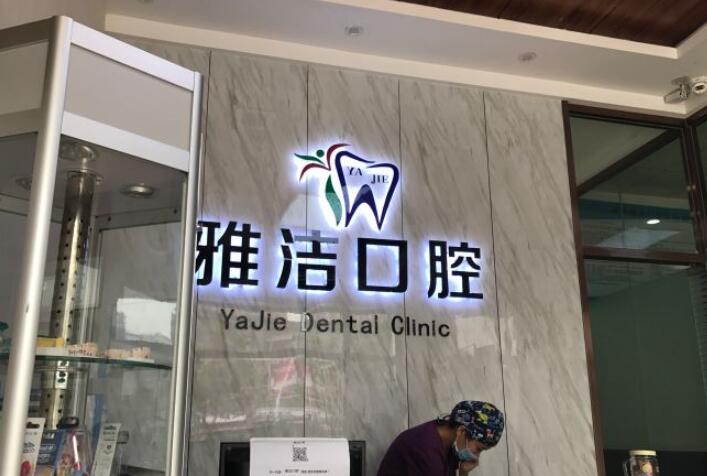 YA JIE
雅洁口腔
YaJie Dental Clinic